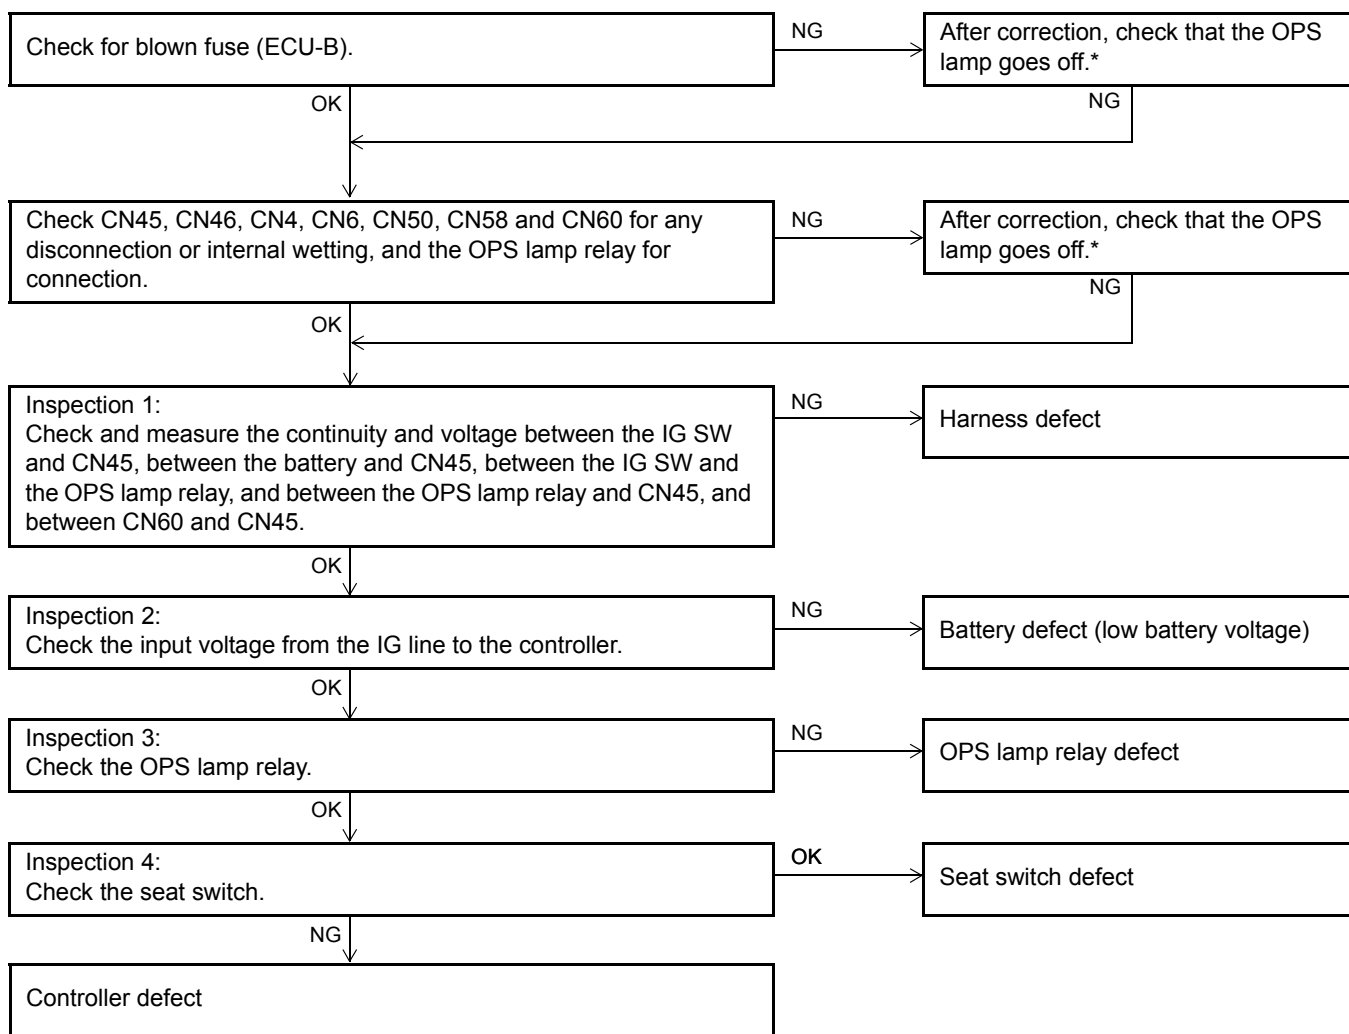 Check for blown fuse (ECU-B).
NG
After correction, check that the OPS
lamp goes off.*
OK
NG
Check CN45, CN46, CN4, CN6, CN50, CN58 and CN60 for any
disconnection or internal wetting, and the OPS lamp relay for
connection.
NG
After correction, check that the OPS
lamp goes off.*
OK
NG
Inspection 1:
Check and measure the continuity and voltage between the IG SW
and CN45, between the battery and CN45, between the IG SW and
the OPS lamp relay, and between the OPS lamp relay and CN45, and
between CN60 and CN45.
NG
Harness defect
OK
Inspection 2:
Check the input voltage from the IG line to the controller.
NG
Battery defect (low battery voltage)
OK
Inspection 3:
Check the OPS lamp relay.
NG
OPS lamp relay defect
OK
Inspection 4:
Check the seat switch.
OK
Seat switch defect
NG
Controller defect